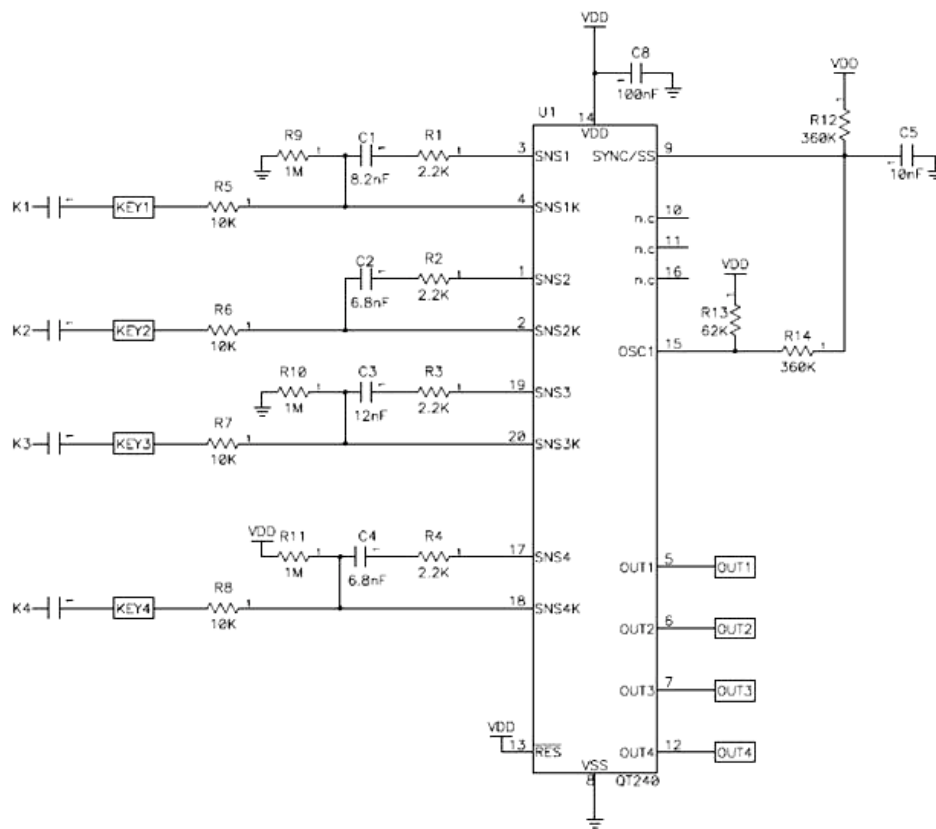 VDD
C8
100nF
VDD
U1
14
VDD
R12
360K
C5
10nF
R9
1M
C1
8.2nF
R1
2.2K
3
SNS1
SYNC/SS
9
K1
KEY1
R5
10K
4
SNS1K
n.c
10
n.c
11
C2
6.8nF
R2
2.2K
1
SNS2
n.c
16
VDD
K2
KEY2
R6
10K
2
SNS2K
R13
62K
OSC1
15
R14
360K
R10
1M
C3
12nF
R3
2.2K
19
SNS3
K3
KEY3
R7
10K
20
SNS3K
VDD
R11
1M
C4
6.8nF
R4
2.2K
17
SNS4
OUT1
5
OUT1
K4
KEY4
R8
10K
18
SNS4K
OUT2
6
OUT2
OUT3
7
OUT3
VDD
13
RES
OUT4
12
OUT4
VSS
8
QT240